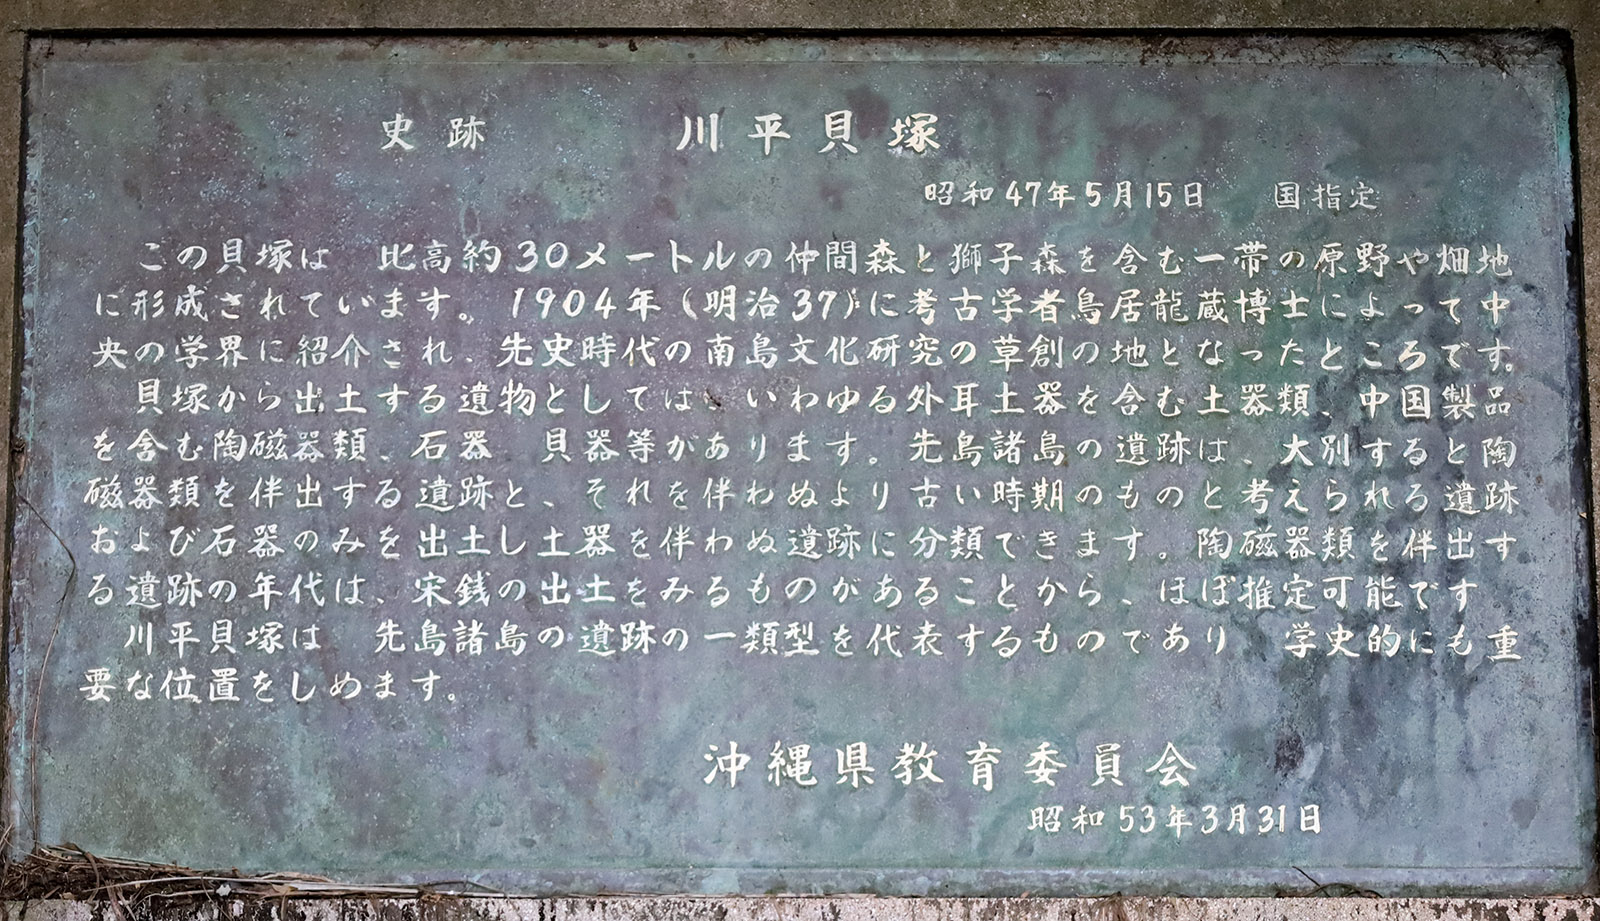 史跡　川平貝塚
昭和47年5月15日　国指定
この貝塚は　比高約30メートルの仲間森と獅子森を含む一帯の原野や畑地
に形成されています。1904年(明治37)に考古学者鳥居龍蔵博士によって中
央の学界に紹介され、先史時代の南島文化研究の草創の地となったところです。
貝塚から出土する遺物としては、いわゆる外耳土器を含む土器類、中国製品
を含む陶磁器類、石器　貝器等があります。先島諸島の遺跡は、大別すると陶
磁器類を伴出する遺跡と、それを伴わぬより古い時期のものと考えられる遺跡
および石器のみを出土し土器を伴わぬ遺跡に分類できます。陶磁器類を伴出す
る遺跡の年代は、宋銭の出土をみるものがあることから、ほぼ推定可能です
川平貝塚は　先島諸島の遺跡の一類型を代表するものであり　学史的にも重
要な位置をしめます。
沖縄県教育委員会
昭和53年3月31日